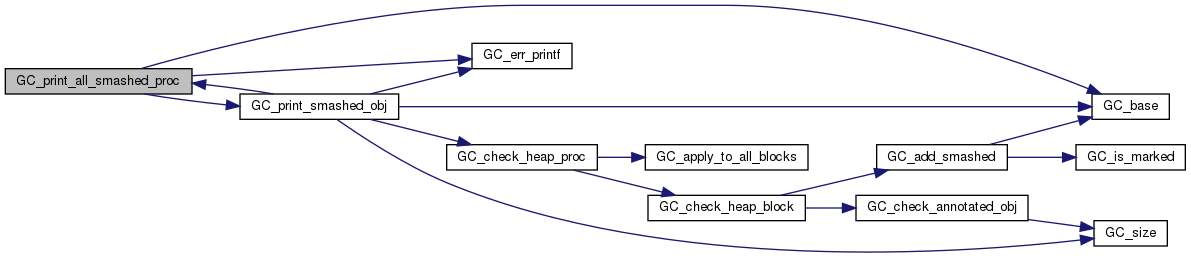 GC_print_all_smashed_proc
GC_err_printf
GC_print_smashed_obj
GC_base
GC_check_heap_proc
GC_apply_to_all_blocks
GC_add_smashed
GC_is_marked
GC_check_heap_block
GC_check_annotated_obj
GC_size